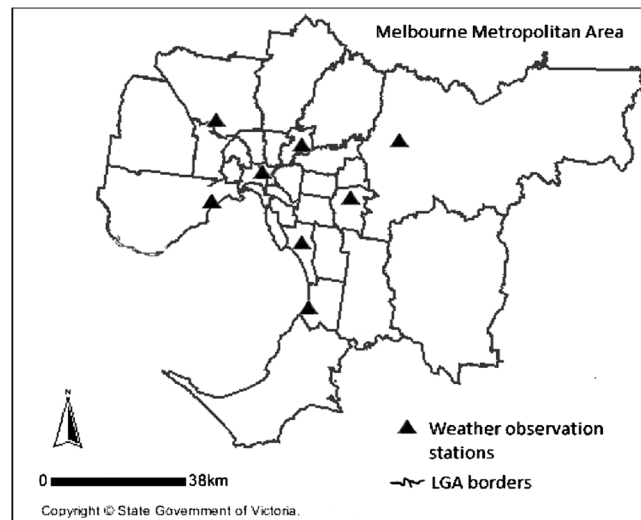 Melbourne Metropolitan Area
N
Weather observation
stations
0 38km
LGA borders
Copyright © State Government of Victoria.